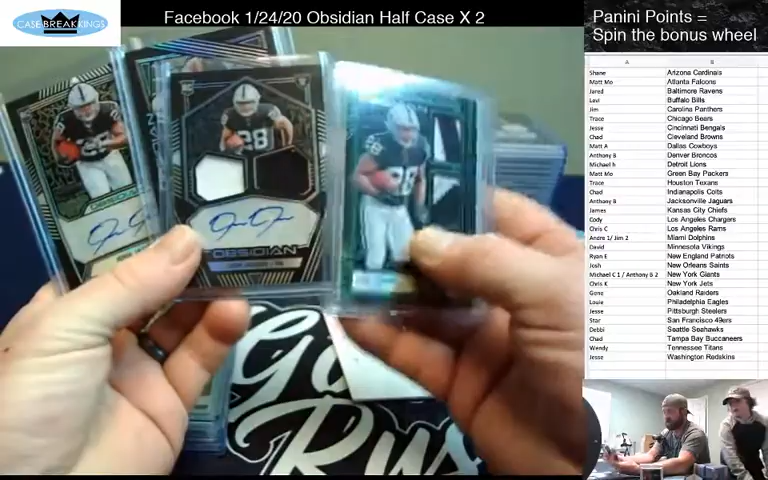 CASE BREAK KINGS
Facebook 1/24/20 Obsidian Half Case X 2
Panini Points =
Spin the bonus wheel
A B
Shane Arizona Cardinals
Matt Mo Atlanta Falcons
Jared Baltimore Ravens
Levi Buffalo Bills
Jim Carolina Panthers
Trace Chicago Bears
Jesse Cincinnati Bengals
Chad Cleveland Browns
Matt A Dallas Cowboys
Anthony B Denver Broncos
Michael h Detroit Lions
Matt Mo Green Bay Packers
Trace Houston Texans
Chad Indianapolis Colts
Anthony B Jacksonville Jaguars
James Kansas City Chiefs
Cody Los Angeles Chargers
Chris C Los Angeles Rams
Andre 1/ Jim 2 Miami Dolphins
David Minnesota Vikings
Ryan E New England Patriots
Josh New Orleans Saints
Michael C 1 / Anthony B 2 New York Giants
Chris K New York Jets
Gene Oakland Raiders
Louie Philadelphia Eagles
Jesse Pittsburgh Steelers
Star San Francisco 49ers
Debbi Seattle Seahawks
Chad Tampa Bay Buccaneers
Wendy Tennessee Titans
Jesse Washington Redskins
28
28
OBSIDIAN